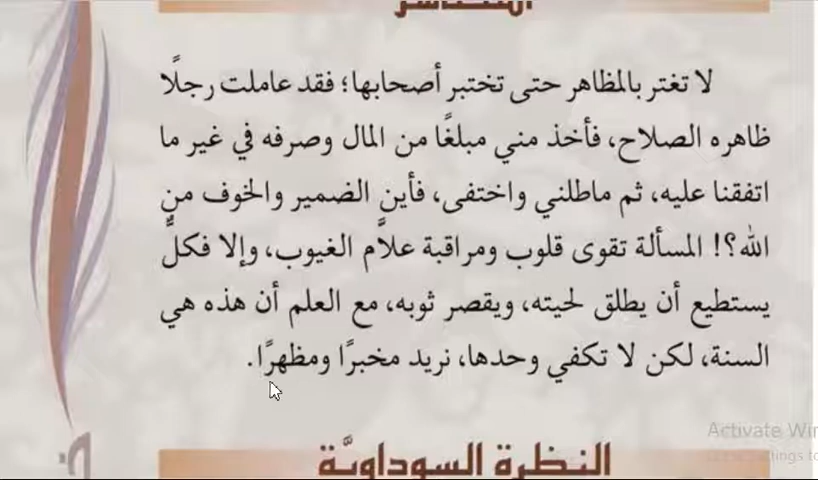 لا تغتر بالمظاهر حتى تختبر أصحابها؛ فقد عاملت رجلًا
ظاهره الصلاح، فأخذ مني مبلغًا من المال وصرفه في غير ما
اتفقنا عليه، ثم ماطلني واختفى، فأين الضمير والخوف من
الله؟! المسألة تقوى قلوب ومراقبة علاَّم الغيوب، وإلا فكلٌّ
يستطيع أن يطلق لحيته، ويقصر ثوبه، مع العلم أن هذه هي
السنة، لكن لا تكفي وحدها، نريد مخبرًا ومظهرًا.
Activate Win
النظرة السوداويَّة